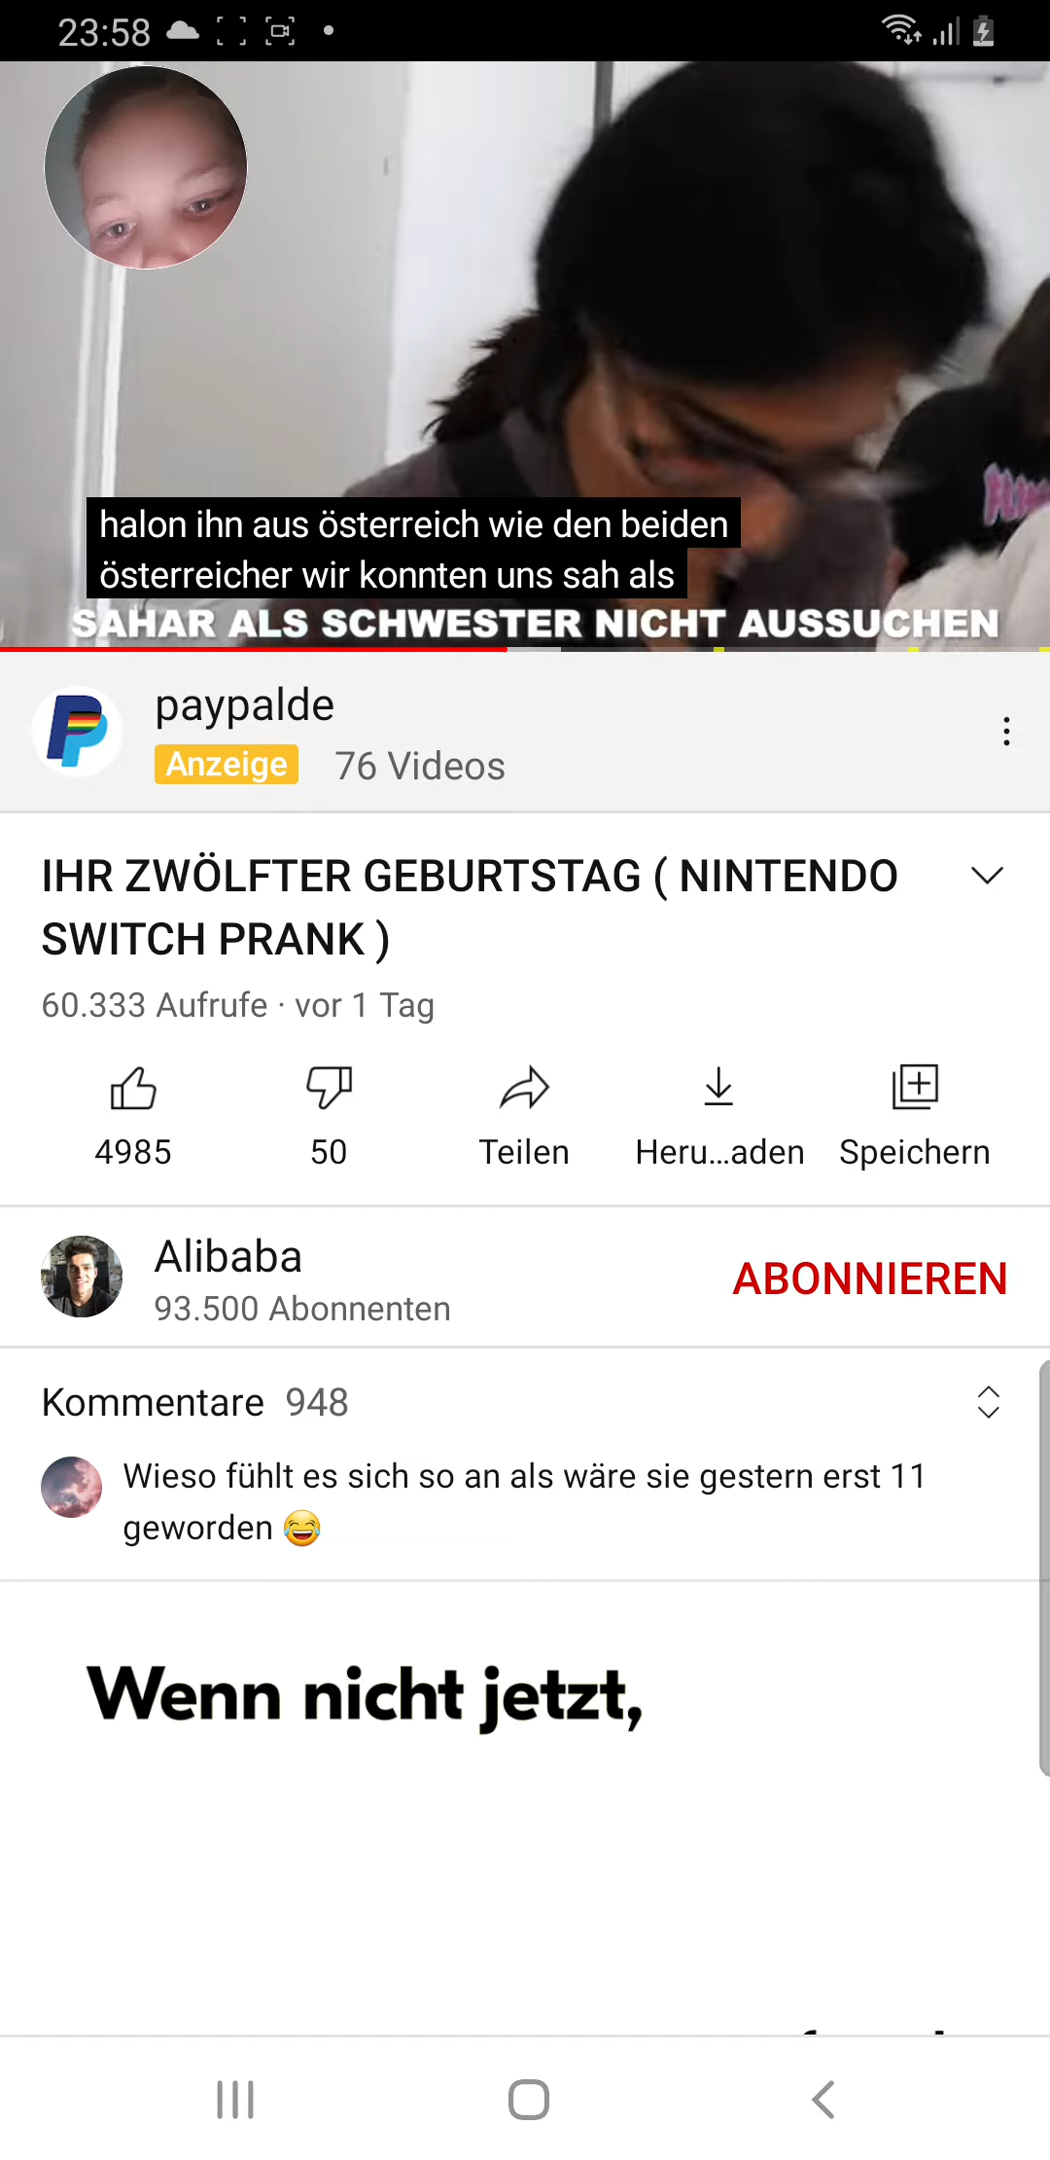 23:58
halon ihn aus österreich wie den beiden
österreicher wir konnten uns sah als
SAHAR ALS SCHWESTER NICHT AUSSUCHEN
paypalde
Anzeige 76 Videos
IHR ZWÖLFTER GEBURTSTAG ( NINTENDO
SWITCH PRANK )
60.333 Aufrufe · vor 1 Tag
4985 50 Teilen Heru...aden Speichern
Alibaba
93.500 Abonnenten
ABONNIEREN
Kommentare 948
Wieso fühlt es sich so an als wäre sie gestern erst 11
geworden 😂
Wenn nicht jetzt,